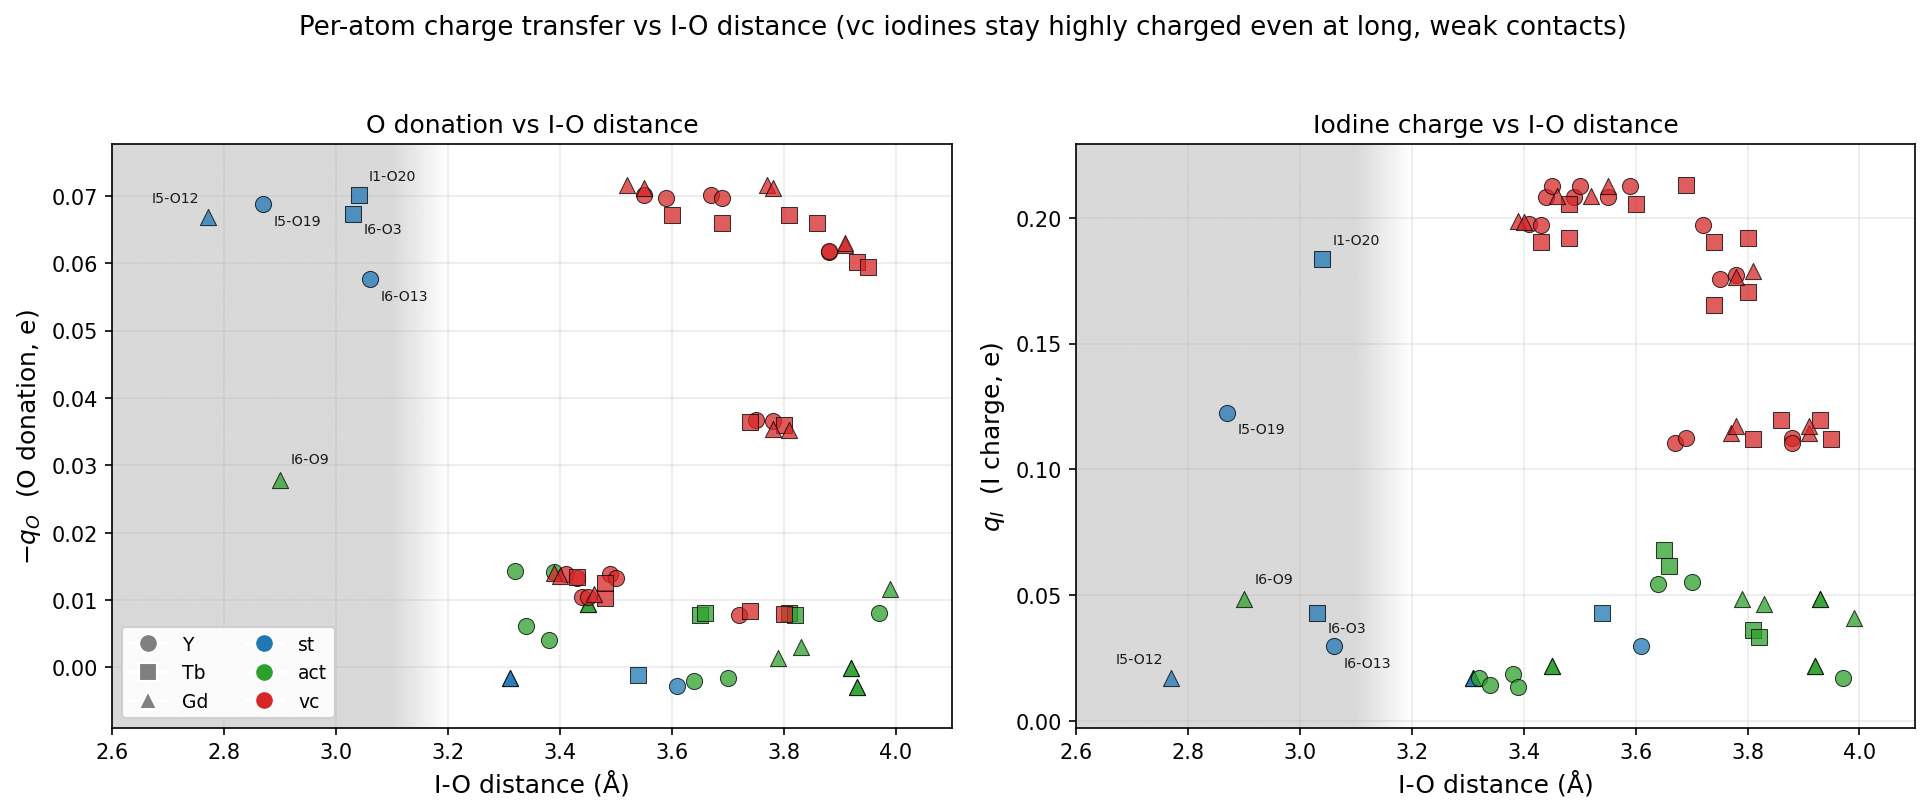 Per-atom charge transfer vs I-O distance (vc iodines stay highly charged even at long, weak contacts)
O donation vs I-O distance
−qO (O donation, e)
0.07
0.06
0.05
0.04
0.03
0.02
0.01
0.00
I5-O12
I5-O19
I1-O20
I6-O3
I6-O13
I6-O9
Y
Tb
Gd
st
act
vc
2.6 2.8 3.0 3.2 3.4 3.6 3.8 4.0
I-O distance (Å)
Iodine charge vs I-O distance
qI (I charge, e)
0.20
0.15
0.10
0.05
0.00
I1-O20
I5-O19
I6-O9
I6-O3
I5-O12
I6-O13
2.6 2.8 3.0 3.2 3.4 3.6 3.8 4.0
I-O distance (Å)